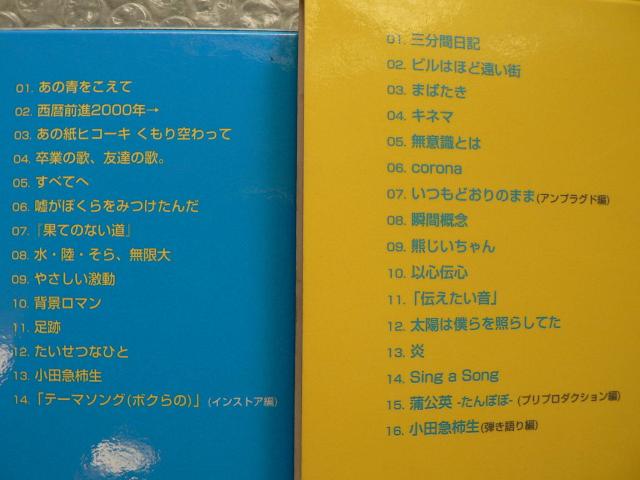 01. あの青をこえて
02. 西暦前進2000年→
03. あの紙ヒコーキ くもり空わって
04. 卒業の歌、友達の歌。
05. すべてへ
06. 嘘がぼくらをみつけたんだ
07. 『果てのない道』
08. 水・陸・そら、無限大
09. やさしい激動
10. 背景ロマン
11. 足跡
12. たいせつなひと
13. 小田急柿生
14. 「テーマソング(ボクらの)」(インストア編)
01. 三分間日記
02. ビルはほど遠い街
03. まばたき
04. キネマ
05. 無意識とは
06. corona
07. いつもどおりのまま(アンプラグド編)
08. 瞬間概念
09. 熊じいちゃん
10. 以心伝心
11. 「伝えたい音」
12. 太陽は僕らを照らしてた
13. 炎
14. Sing a Song
15. 蒲公英 -たんぽぽ- (プリプロダクション編)
16. 小田急柿生(弾き語り編)